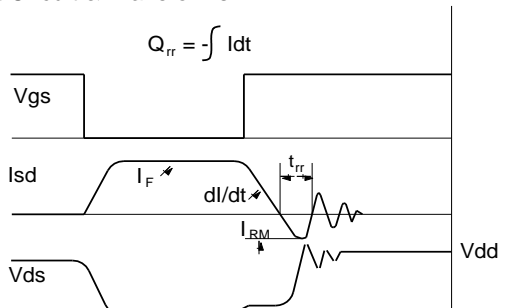 Q_rr = -∫ Idt
Vgs
Isd
I_F
dI/dt
t_rr
I_RM
Vdd
Vds